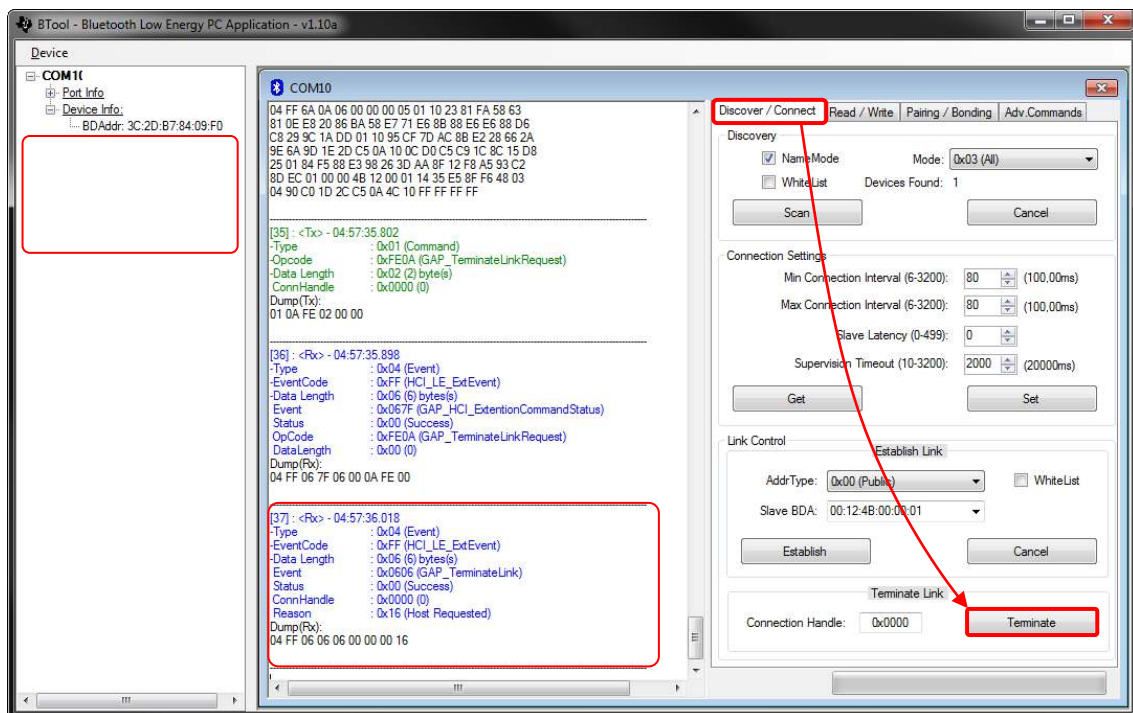 BTool - Bluetooth Low Energy PC Application - v1.10a
Device
COM1(
Port Info
Device Info:
BDAddr: 3C:2D:B7:84:09:F0
COM10
04 FF 6A 0A 06 00 00 00 05 01 10 23 81 FA 58 63
81 0E E8 20 86 BA 58 E7 71 E6 8B 88 E6 E6 88 D6
C8 29 9C 1A DD 01 10 95 CF 7D AC 8B E2 28 66 2A
9E 6A 9D 1E 2D C5 0A 10 0C D0 C5 C9 1C 8C 15 D8
25 01 84 F5 88 E3 98 26 3D AA 8F 12 F8 A5 93 C2
8D EC 01 00 00 4B 12 00 01 14 35 E5 8F F6 48 03
04 90 C0 1D 2C C5 0A 4C 10 FF FF FF FF
[35] : <Tx> - 04:57:35.802
-Type : 0x01 (Command)
-Opcode : 0xFE0A (GAP_TerminateLinkRequest)
-Data Length : 0x02 (2) byte(s)
ConnHandle : 0x0000 (0)
Dump(Tx):
01 0A FE 02 00 00
[36] : <Rx> - 04:57:35.898
-Type : 0x04 (Event)
-EventCode : 0xFF (HCI_LE_ExtEvent)
-Data Length : 0x06 (6) bytes(s)
Event : 0x067F (GAP_HCI_ExtentionCommandStatus)
Status : 0x00 (Success)
OpCode : 0xFE0A (GAP_TerminateLinkRequest)
DataLength : 0x00 (0)
Dump(Rx):
04 FF 06 7F 06 00 0A FE 00
[37] : <Rx> - 04:57:36.018
-Type : 0x04 (Event)
-EventCode : 0xFF (HCI_LE_ExtEvent)
-Data Length : 0x06 (6) bytes(s)
Event : 0x0606 (GAP_TerminateLink)
Status : 0x00 (Success)
ConnHandle : 0x0000 (0)
Reason : 0x16 (Host Requested)
Dump(Rx):
04 FF 06 06 06 00 00 00 16
Discover / Connect Read / Write Pairing / Bonding Adv.Commands
Discovery
NameMode Mode: 0x03 (All)
WhiteList Devices Found: 1
Scan Cancel
Connection Settings
Min Connection Interval (6-3200): 80 (100,00ms)
Max Connection Interval (6-3200): 80 (100,00ms)
Slave Latency (0-499): 0
Supervision Timeout (10-3200): 2000 (20000ms)
Get Set
Link Control
Establish Link
AddrType: 0x00 (Public) WhiteList
Slave BDA: 00:12:4B:00:00:01
Establish Cancel
Terminate Link
Connection Handle: 0x0000 Terminate